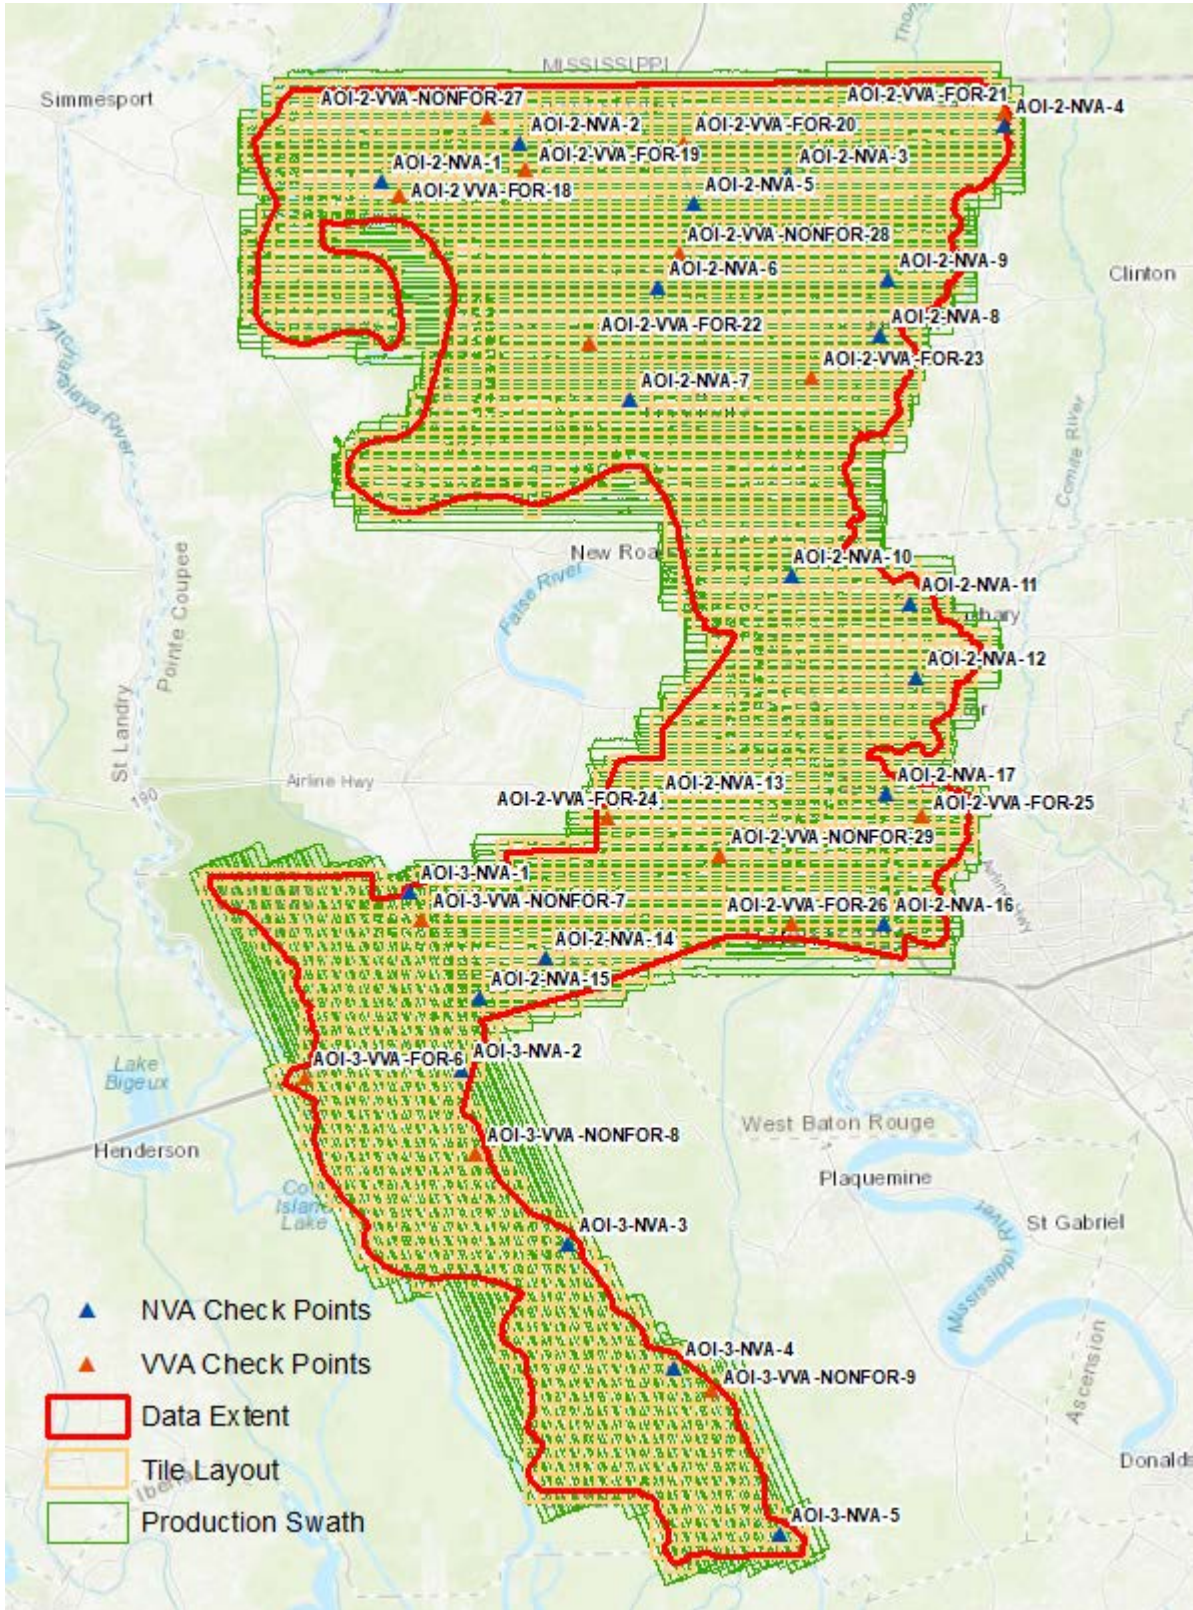 MISSISSIPPI
Simmesport
AOI-2-VVA-NONFOR-27
AOI-2-VVA-FOR-21
AOI-2-NVA-4
AOI-2-NVA-2
AOI-2-VVA-FOR-20
AOI-2-VVA-FOR-19
AOI-2-NVA-3
AOI-2-NVA-1
AOI-2 VVA-FOR-18
AOI-2-NVA-5
AOI-2-VVA-NONFOR-28
AOI-2-NVA-6
AOI-2-NVA-9
Clinton
AOI-2-NVA-8
AOI-2-VVA-FOR-22
AOI-2-VVA-FOR-23
AOI-2-NVA-7
Atchafalaya River
Comite River
New Roa
AOI-2-NVA-10
False River
AOI-2-NVA-11
AOI-2-NVA-12
Pointe Coupee
St Landry
Airline Hwy
190
AOI-2-NVA-13
AOI-2-NVA-17
AOI-2-VVA-FOR-24
AOI-2-VVA-FOR-25
AOI-2-VVA-NONFOR-29
AOI-3-NVA-1
AOI-3-VVA-NONFOR-7
AOI-2-VVA-FOR-26
AOI-2-NVA-16
Airline Hwy
AOI-2-NVA-14
AOI-2-NVA-15
AOI-3-NVA-2
AOI-3-VVA-FOR-6
Lake
Bigeux
Henderson
West Baton Rouge
AOI-3-VVA-NONFOR-8
Plaquemine
Island
Lake
AOI-3-NVA-3
St Gabriel
Mississippi River
NVA Check Points
VVA Check Points
AOI-3-NVA-4
AOI-3-VVA-NONFOR-9
Ascension
Data Extent
Tile Layout
Iberia
Donalds
AOI-3-NVA-5
Production Swath